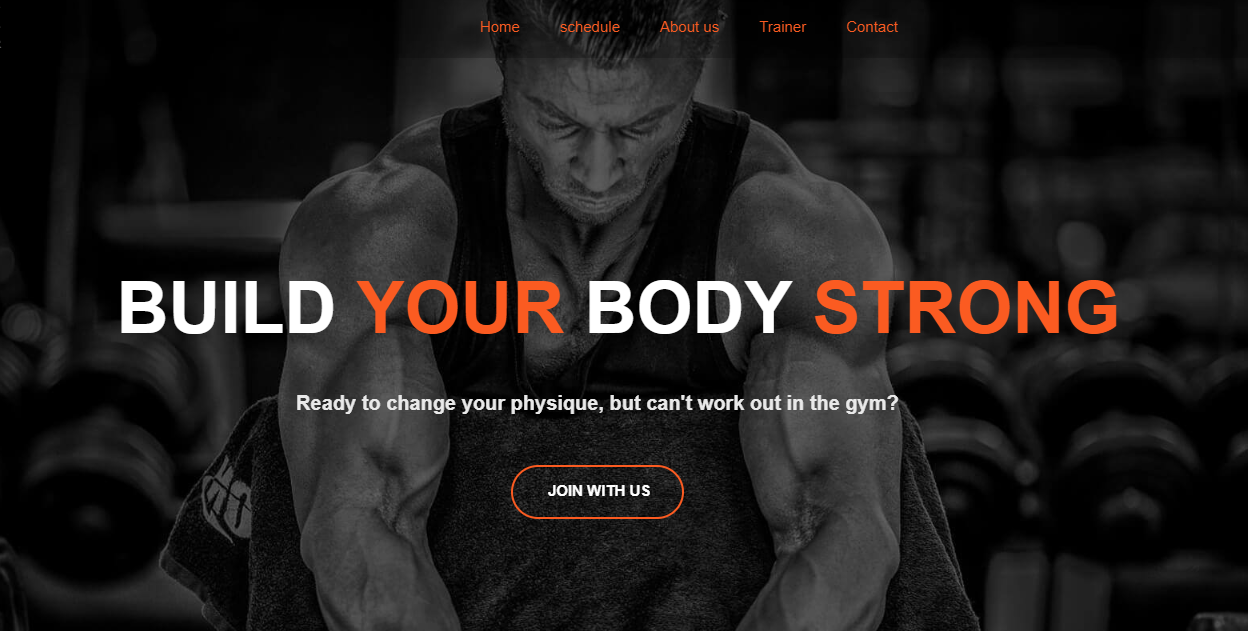 Home schedule About us Trainer Contact
BUILD YOUR BODY STRONG
Ready to change your physique, but can't work out in the gym?
JOIN WITH US